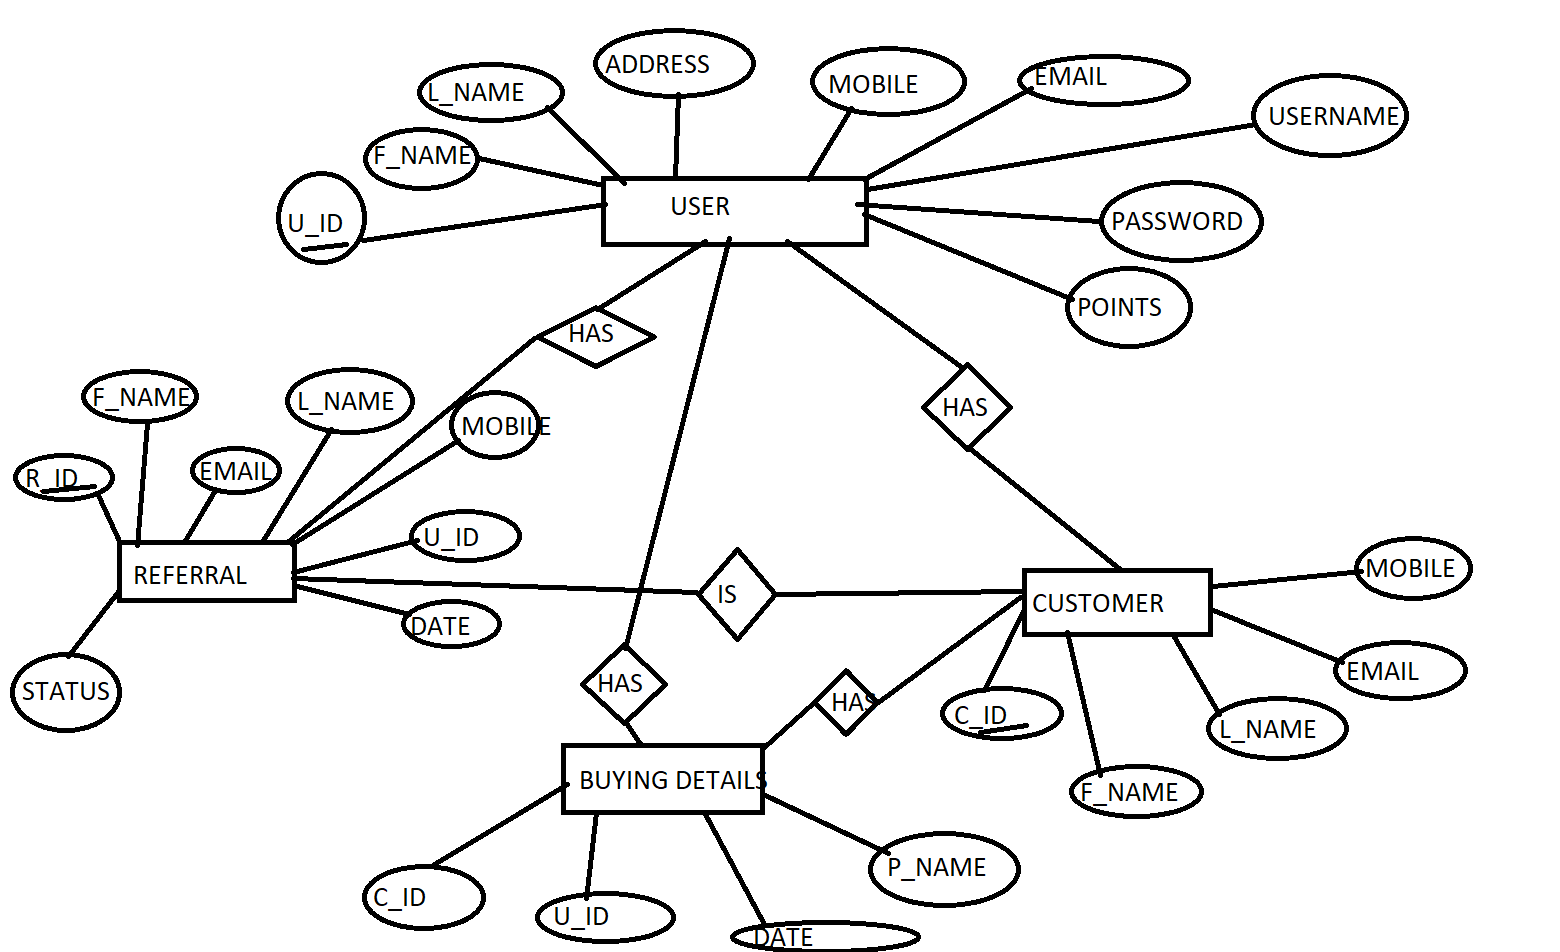 ADDRESS
EMAIL
MOBILE
L_NAME
USERNAME
F_NAME
USER
U_ID
PASSWORD
POINTS
HAS
F_NAME
L_NAME
HAS
MOBILE
R_ID
EMAIL
U_ID
REFERRAL
MOBILE
IS
CUSTOMER
DATE
EMAIL
STATUS
HAS
HAS
C_ID
L_NAME
BUYING DETAILS
F_NAME
P_NAME
C_ID
U_ID
DATE